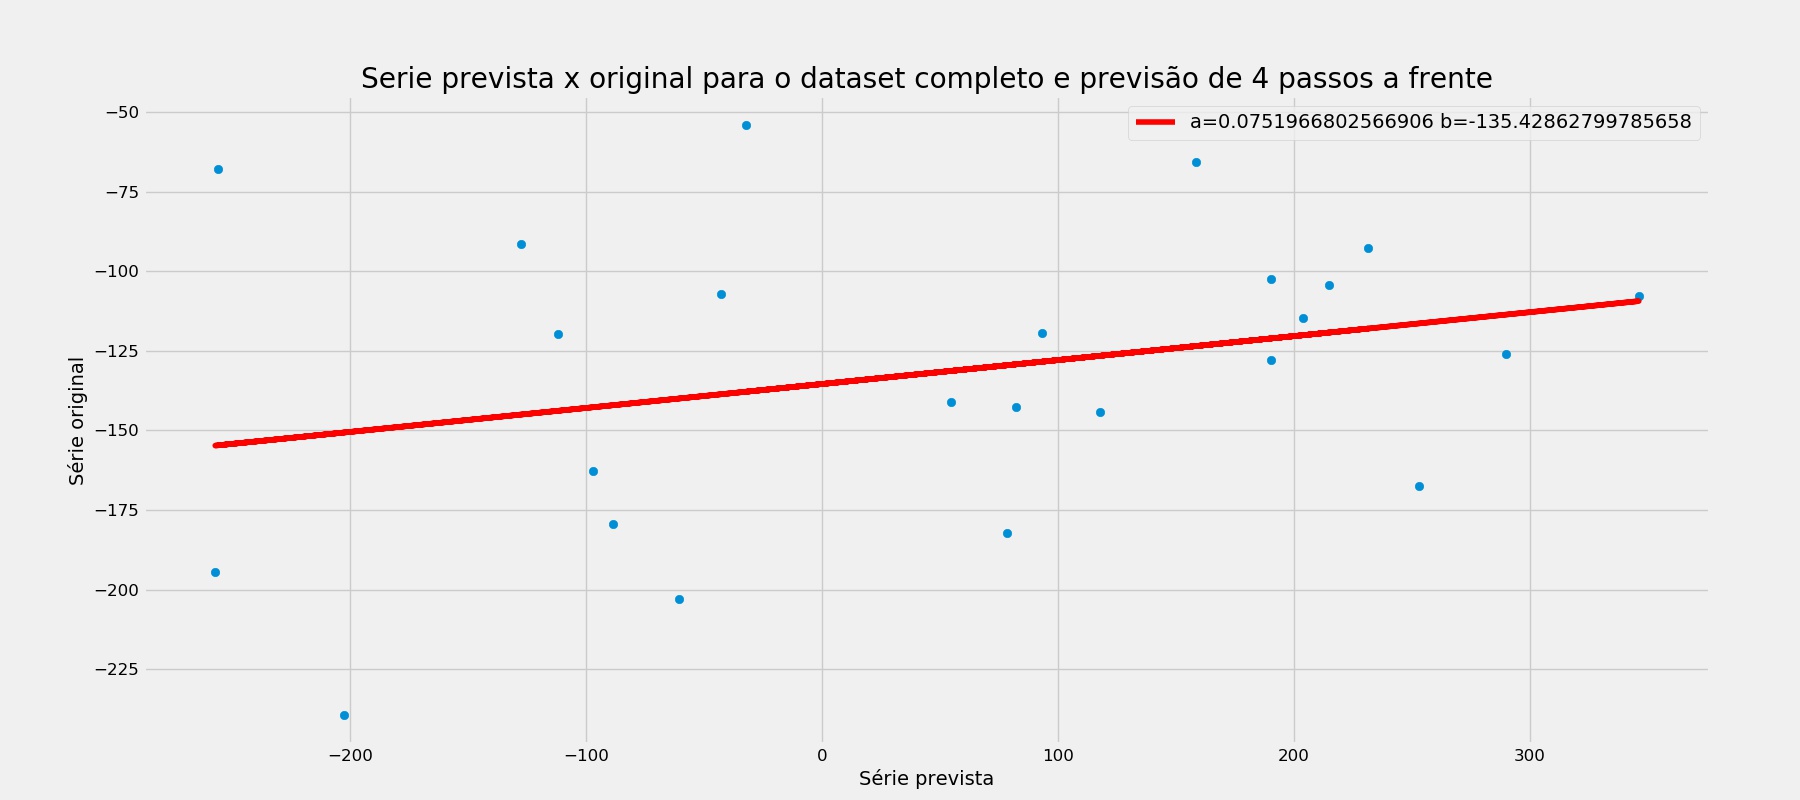 Serie prevista x original para o dataset completo e previsão de 4 passos a frente
a=0.0751966802566906 b=-135.42862799785658
−50
−75
−100
−125
−150
−175
−200
−225
Série original
−200 −100 0 100 200 300
Série prevista